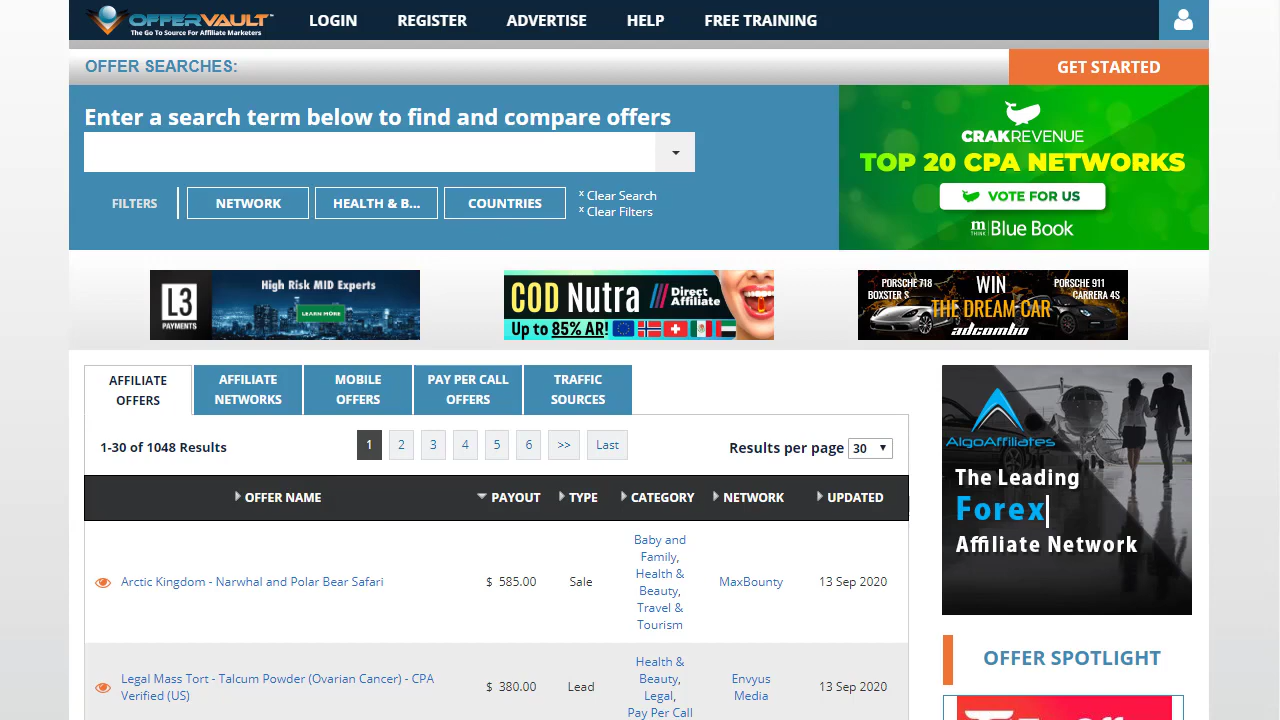 OFFERVAULT
The Go To Source For Affiliate Marketers
LOGIN
REGISTER
ADVERTISE
HELP
FREE TRAINING
OFFER SEARCHES:
GET STARTED
Enter a search term below to find and compare offers
FILTERS
NETWORK
HEALTH & B...
COUNTRIES
x Clear Search
x Clear Filters
CRAKREVENUE
TOP 20 CPA NETWORKS
VOTE FOR US
mTHINK Blue Book
L3 PAYMENTS
High Risk MID Experts
LEARN MORE
COD Nutra /// Direct Affiliate
Up to 85% AR!
PORSCHE 718 BOXSTER S
WIN
PORSCHE 911 CARRERA 4S
THE DREAM CAR
adcombo
AFFILIATE OFFERS
AFFILIATE NETWORKS
MOBILE OFFERS
PAY PER CALL OFFERS
TRAFFIC SOURCES
1-30 of 1048 Results
1 2 3 4 5 6 >> Last
Results per page 30
OFFER NAME PAYOUT TYPE CATEGORY NETWORK UPDATED
Arctic Kingdom - Narwhal and Polar Bear Safari
$ 585.00
Sale
Baby and
Family,
Health &
Beauty,
Travel &
Tourism
MaxBounty
13 Sep 2020
Legal Mass Tort - Talcum Powder (Ovarian Cancer) - CPA
Verified (US)
$ 380.00
Lead
Health &
Beauty,
Legal,
Pay Per Call
Envyus
Media
13 Sep 2020
AlgoAffiliates
The Leading
Forex
Affiliate Network
OFFER SPOTLIGHT